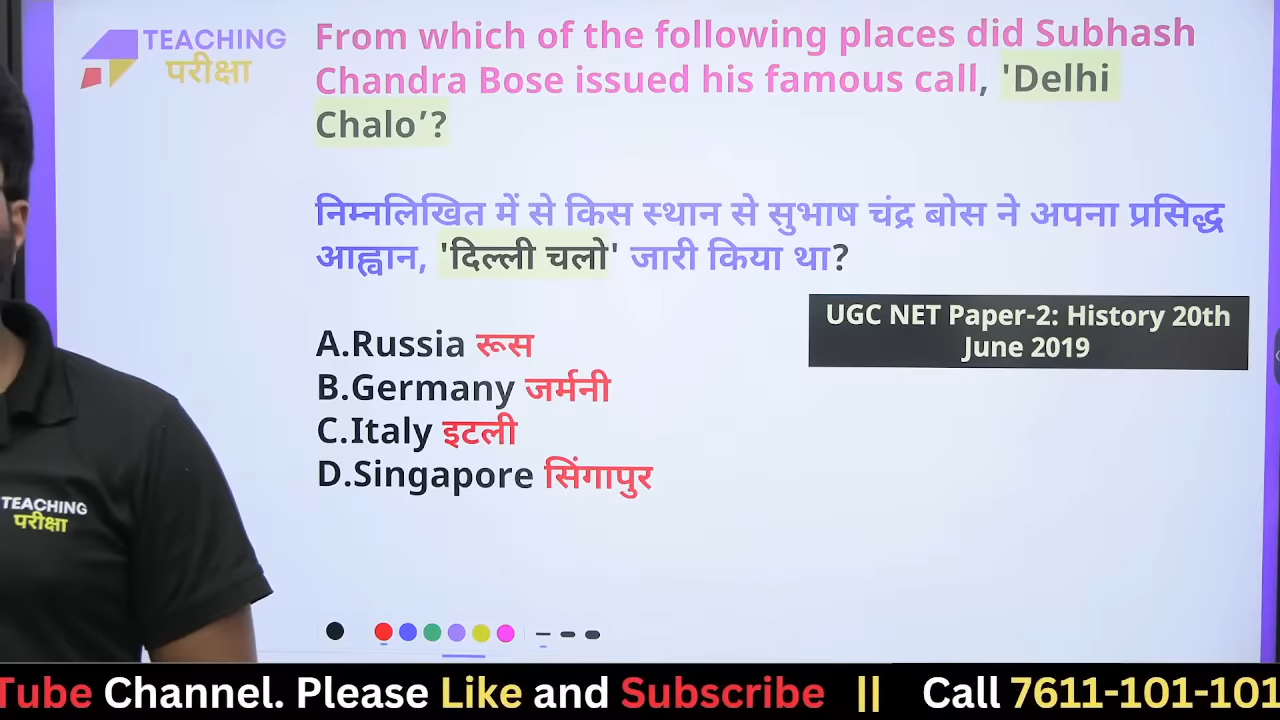 TEACHING
परीक्षा
From which of the following places did Subhash
Chandra Bose issued his famous call, 'Delhi
Chalo’?
निम्नलिखित में से किस स्थान से सुभाष चंद्र बोस ने अपना प्रसिद्ध
आह्वान, 'दिल्ली चलो' जारी किया था?
UGC NET Paper-2: History 20th
June 2019
A.Russia रूस
B.Germany जर्मनी
C.Italy इटली
D.Singapore सिंगापुर
TEACHING
परीक्षा
Tube Channel. Please Like and Subscribe || Call 7611-101-101